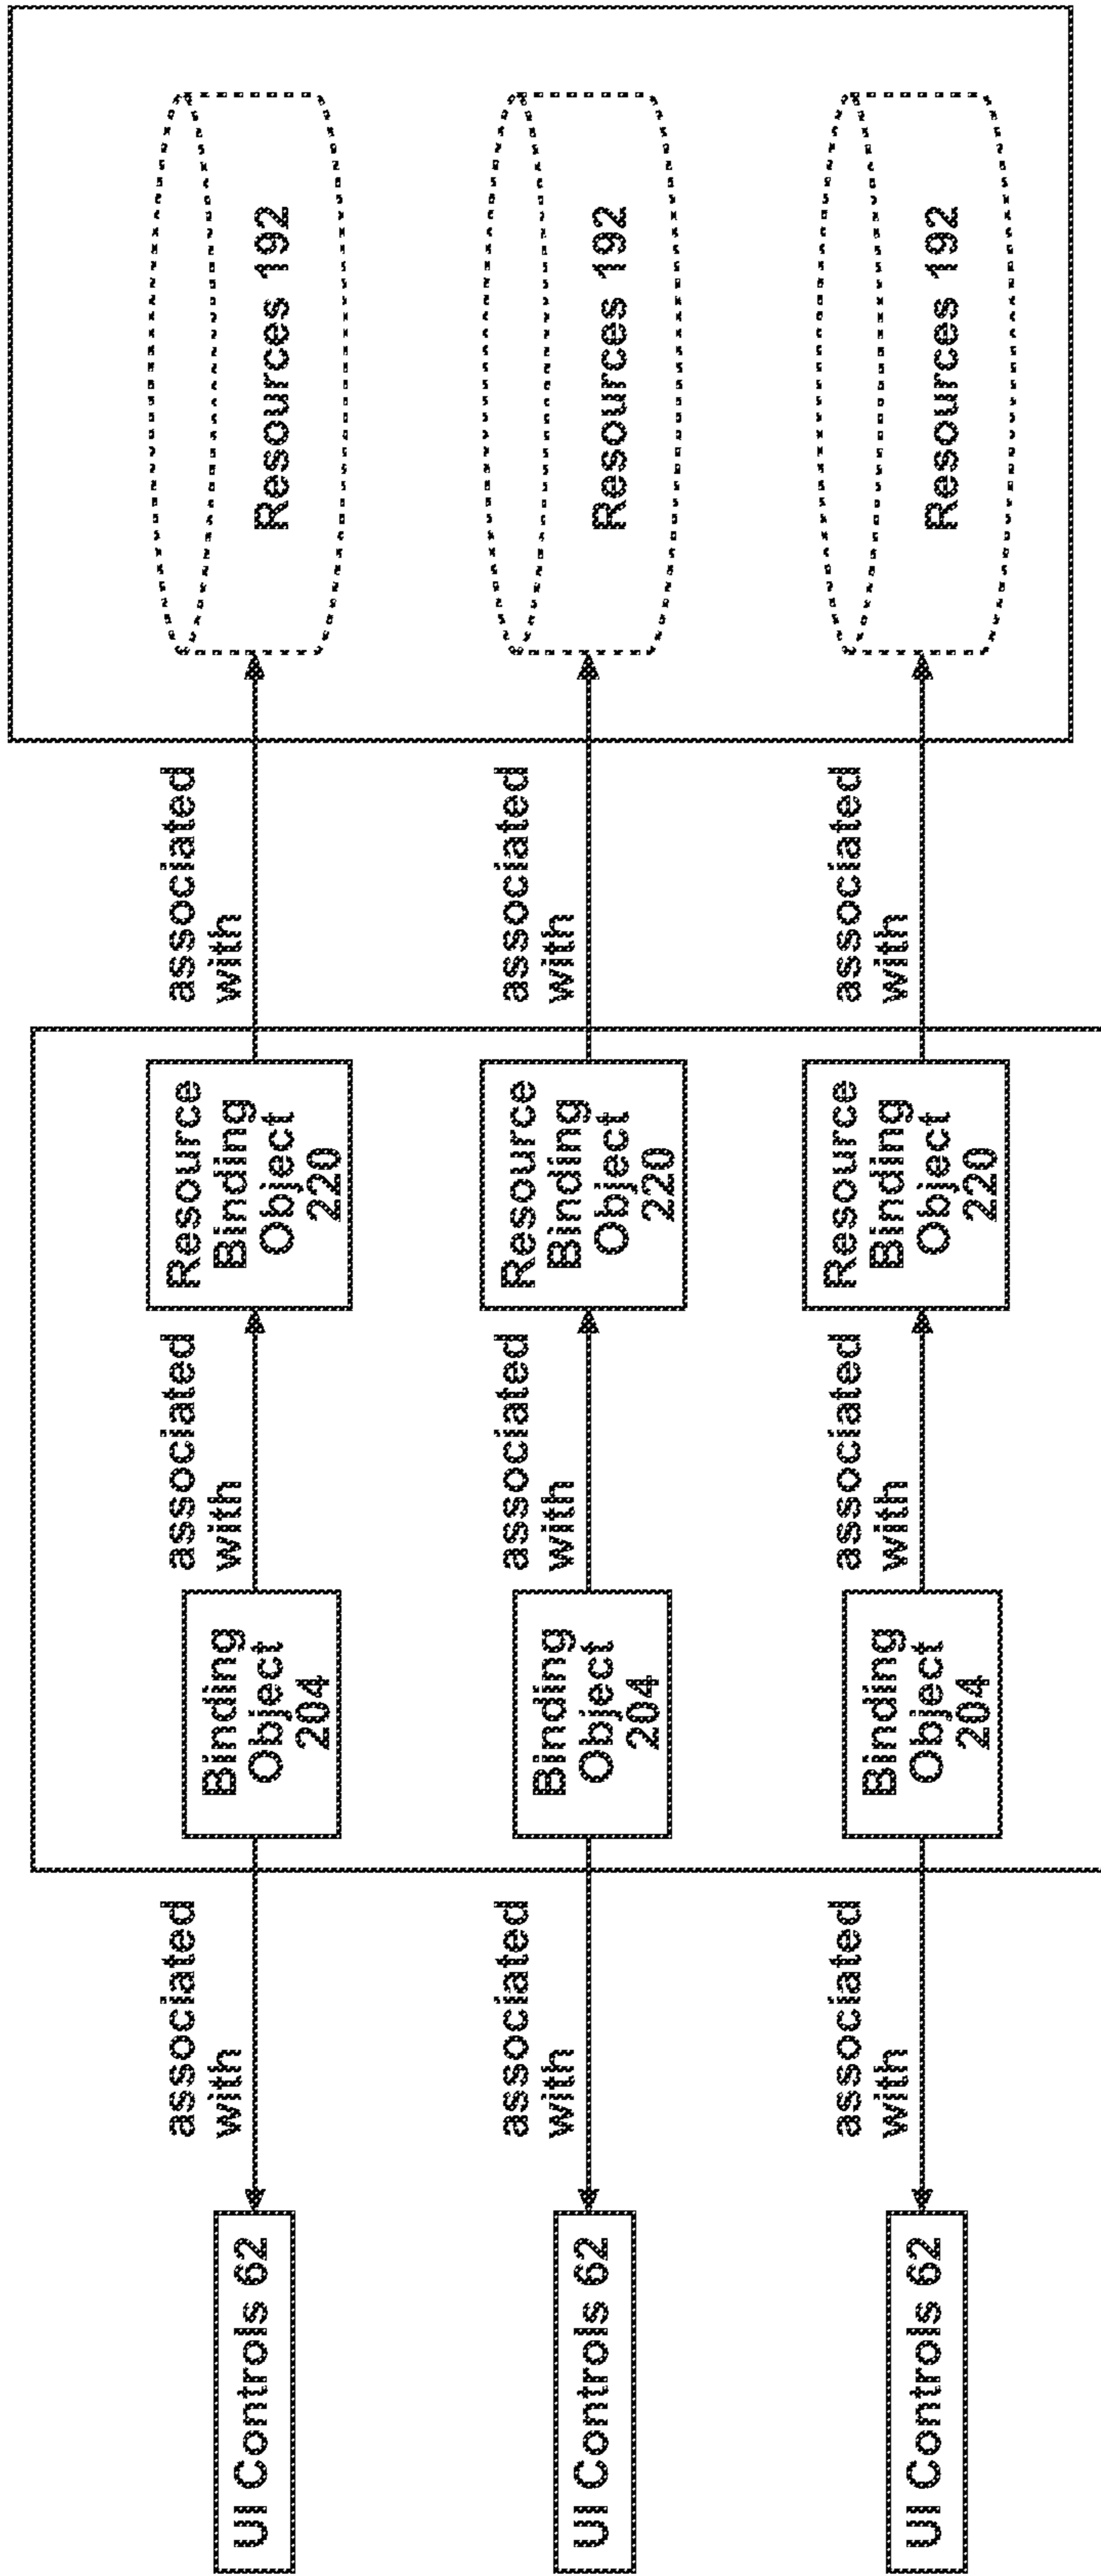 UI Controls 62
associated
with
Binding
Object
204
associated
with
Resource
Binding
Object
220
associated
with
Resources 192
UI Controls 62
associated
with
Binding
Object
204
associated
with
Resource
Binding
Object
220
associated
with
Resources 192
UI Controls 62
associated
with
Binding
Object
204
associated
with
Resource
Binding
Object
220
associated
with
Resources 192